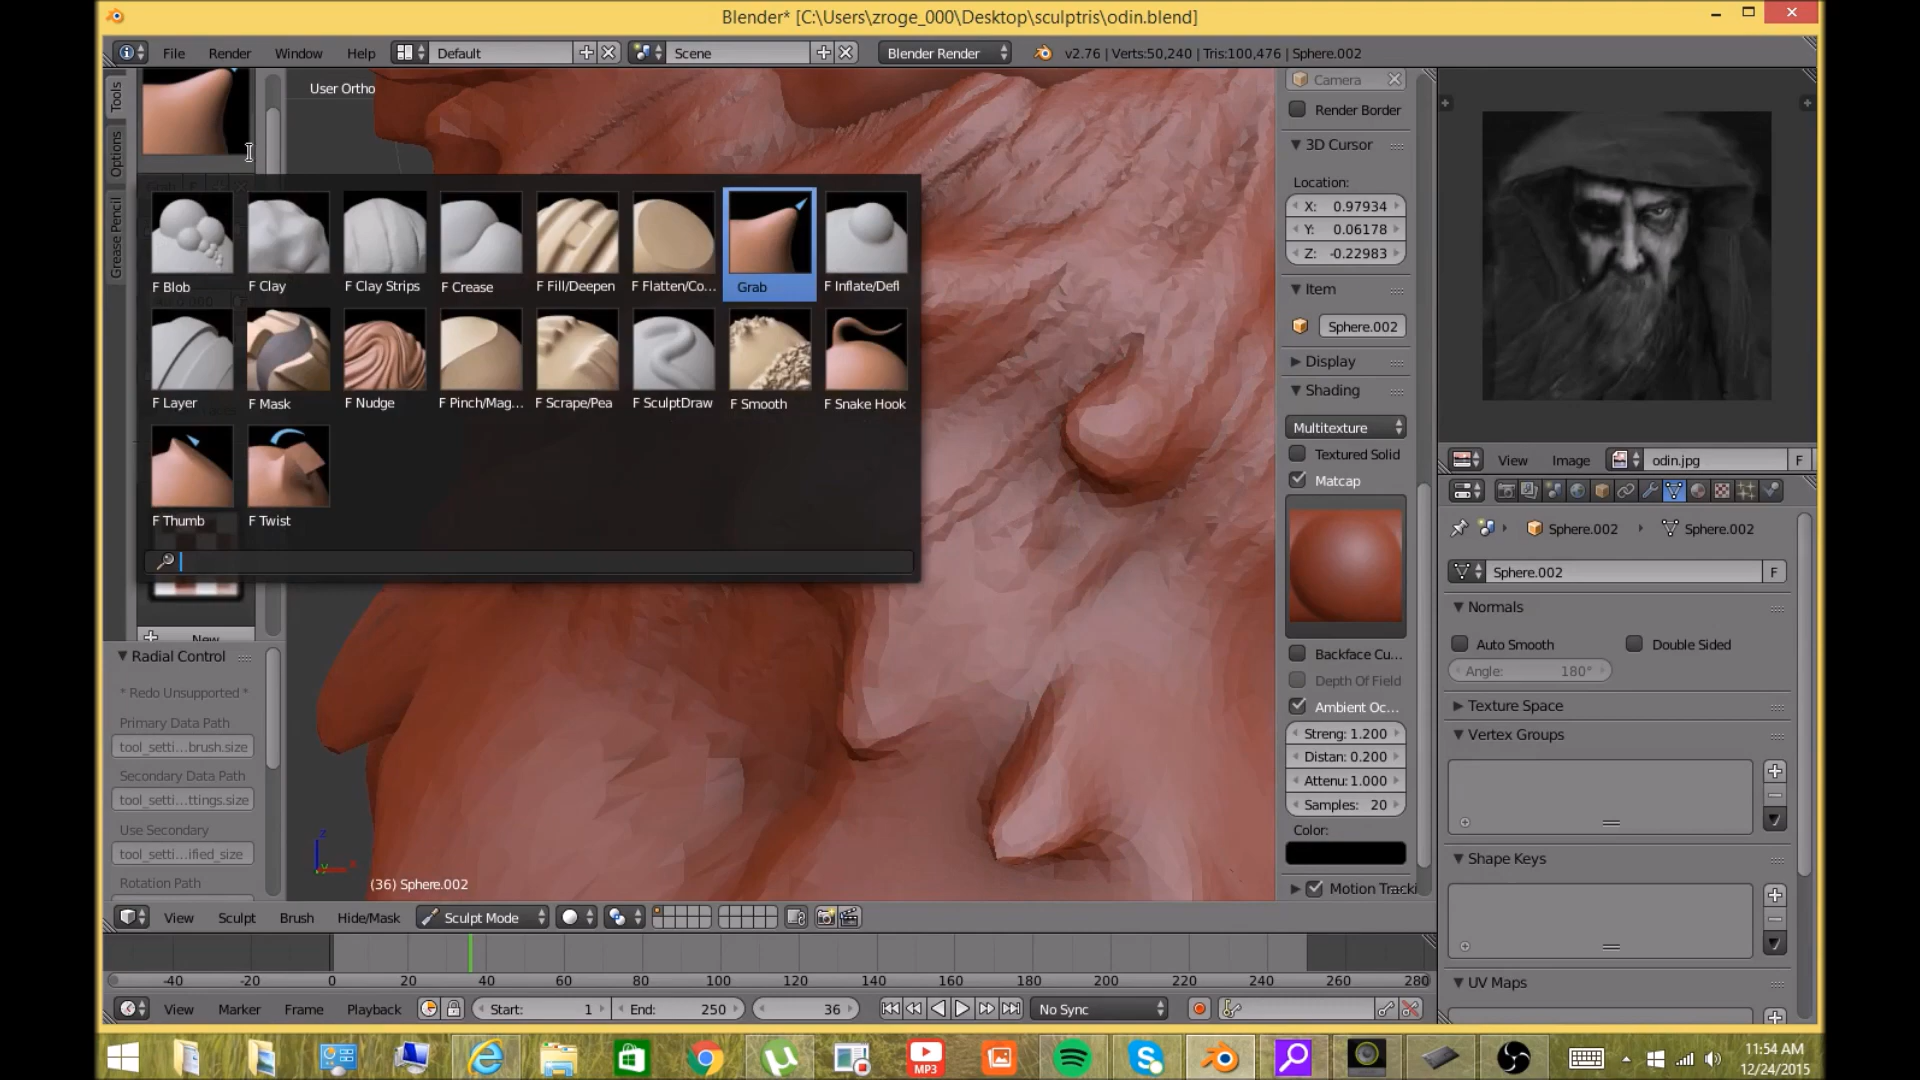 Blender* [C:\Users\zroge_000\Desktop\sculptris\odin.blend]
File Render Window Help Default Scene Blender Render v2.76 | Verts:50,240 | Tris:100,476 | Sphere.002
Tools
Options
Grease Pencil
User Ortho
F Blob F Clay F Clay Strips F Crease F Fill/Deepen F Flatten/Co... Grab F Inflate/Defl
F Layer F Mask F Nudge F Pinch/Mag... F Scrape/Pea F SculptDraw F Smooth F Snake Hook
F Thumb F Twist
New
Radial Control
* Redo Unsupported *
Primary Data Path
tool_setti...brush.size
Secondary Data Path
tool_setti...ttings.size
Use Secondary
tool_setti...ified_size
Rotation Path
(36) Sphere.002
Camera
Render Border
3D Cursor
Location:
X: 0.97934
Y: 0.06178
Z: -0.22983
Item
Sphere.002
Display
Shading
Multitexture
Textured Solid
Matcap
Backface Cu...
Depth Of Field
Ambient Oc...
Streng: 1.200
Distan: 0.200
Attenu: 1.000
Samples: 20
Color:
Motion Tracki
View Image odin.jpg F
Sphere.002 Sphere.002
Sphere.002 F
Normals
Auto Smooth Double Sided
Angle: 180°
Texture Space
Vertex Groups
Shape Keys
UV Maps
View Sculpt Brush Hide/Mask Sculpt Mode
-40 -20 0 20 40 60 80 100 120 140 160 180 200 220 240 260 280
View Marker Frame Playback Start: 1 End: 250 36 No Sync
MP3
11:54 AM
12/24/2015